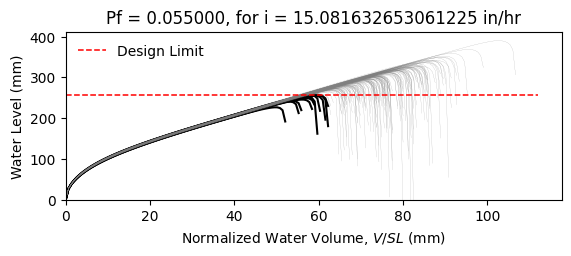 Pf = 0.055000, for i = 15.081632653061225 in/hr
Water Level (mm)
400
300
200
100
0
Design Limit
0 20 40 60 80 100
Normalized Water Volume, V/SL (mm)